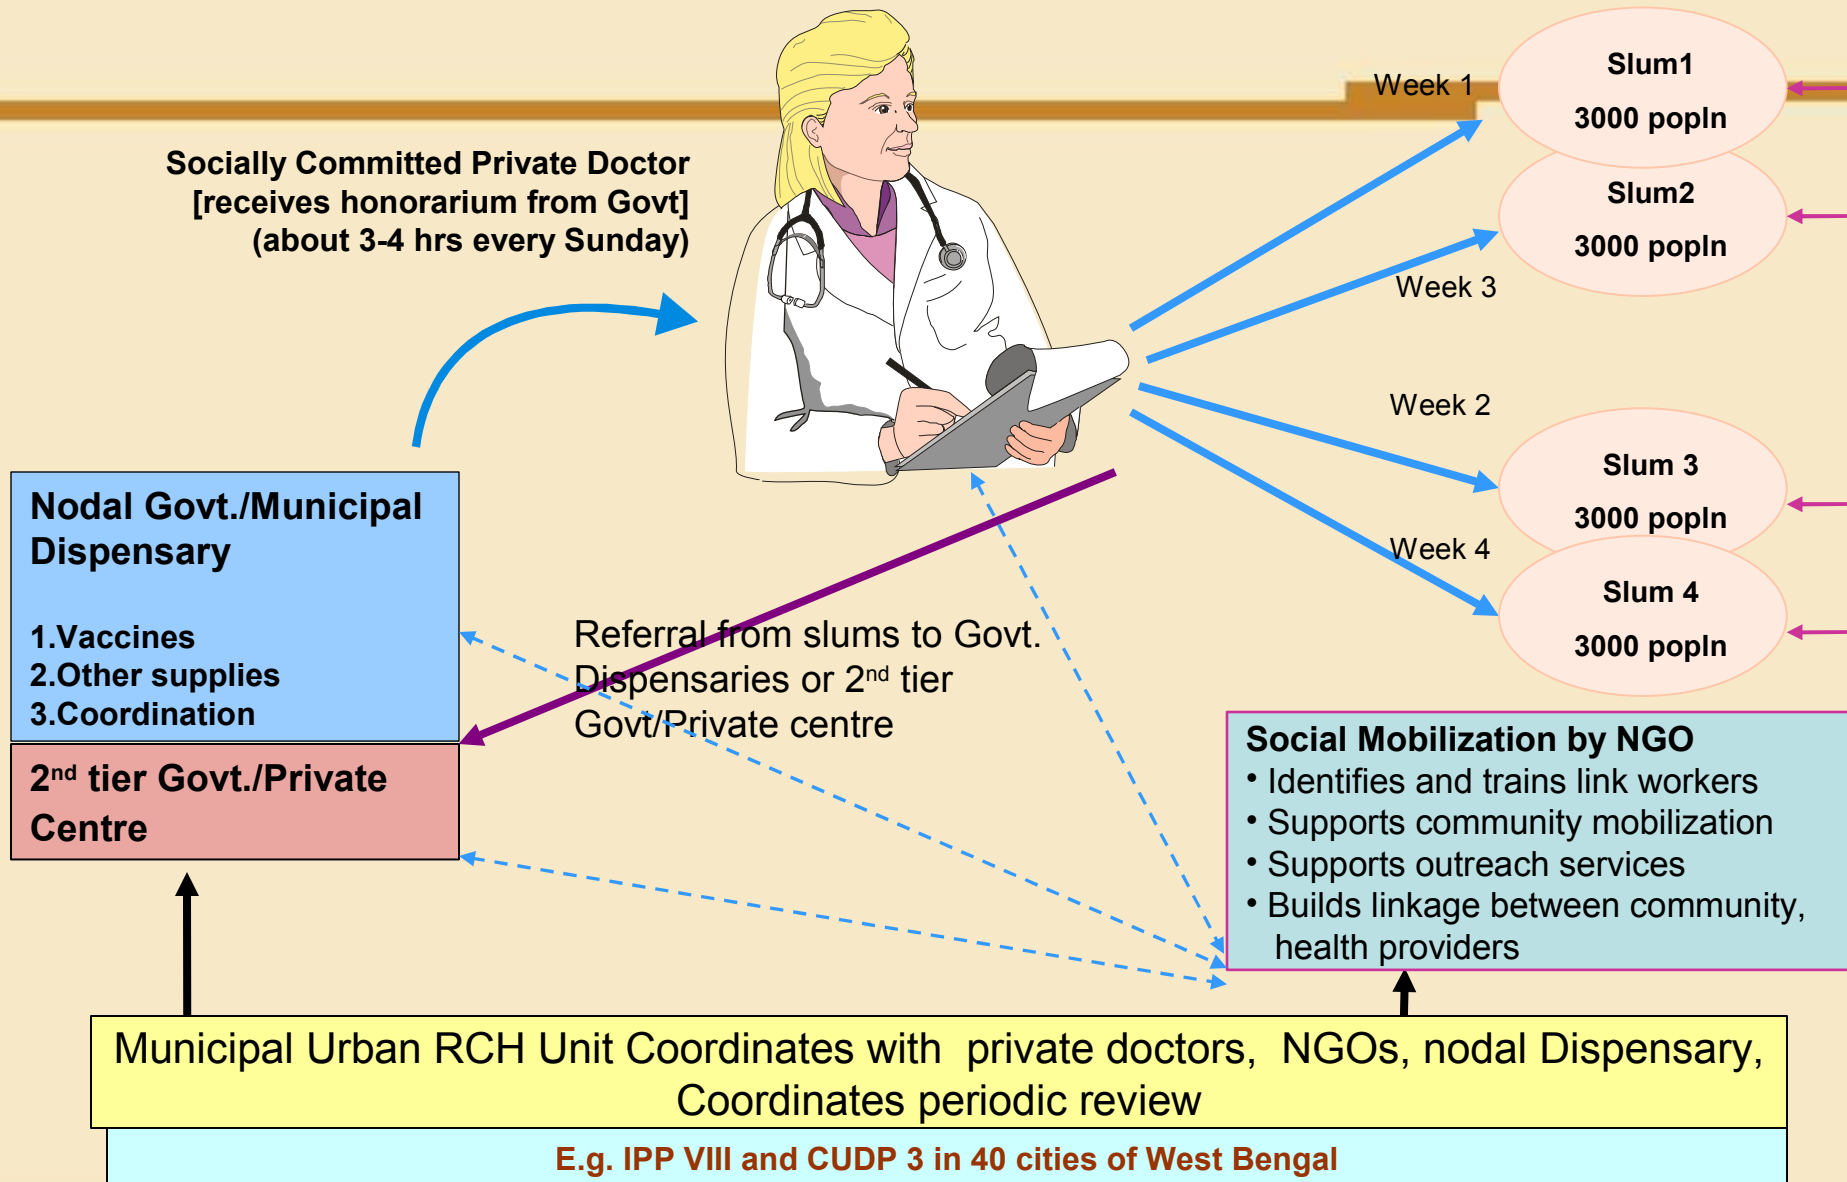 Socially Committed Private Doctor
[receives honorarium from Govt]
(about 3-4 hrs every Sunday)
Week 1
Slum1
3000 popln
Slum2
3000 popln
Week 3
Week 2
Slum 3
3000 popln
Week 4
Slum 4
3000 popln
Nodal Govt./Municipal
Dispensary
1.Vaccines
2.Other supplies
3.Coordination
2nd tier Govt./Private
Centre
Referral from slums to Govt.
Dispensaries or 2nd tier
Govt/Private centre
Social Mobilization by NGO
• Identifies and trains link workers
• Supports community mobilization
• Supports outreach services
• Builds linkage between community,
health providers
Municipal Urban RCH Unit Coordinates with private doctors, NGOs, nodal Dispensary,
Coordinates periodic review
E.g. IPP VIII and CUDP 3 in 40 cities of West Bengal